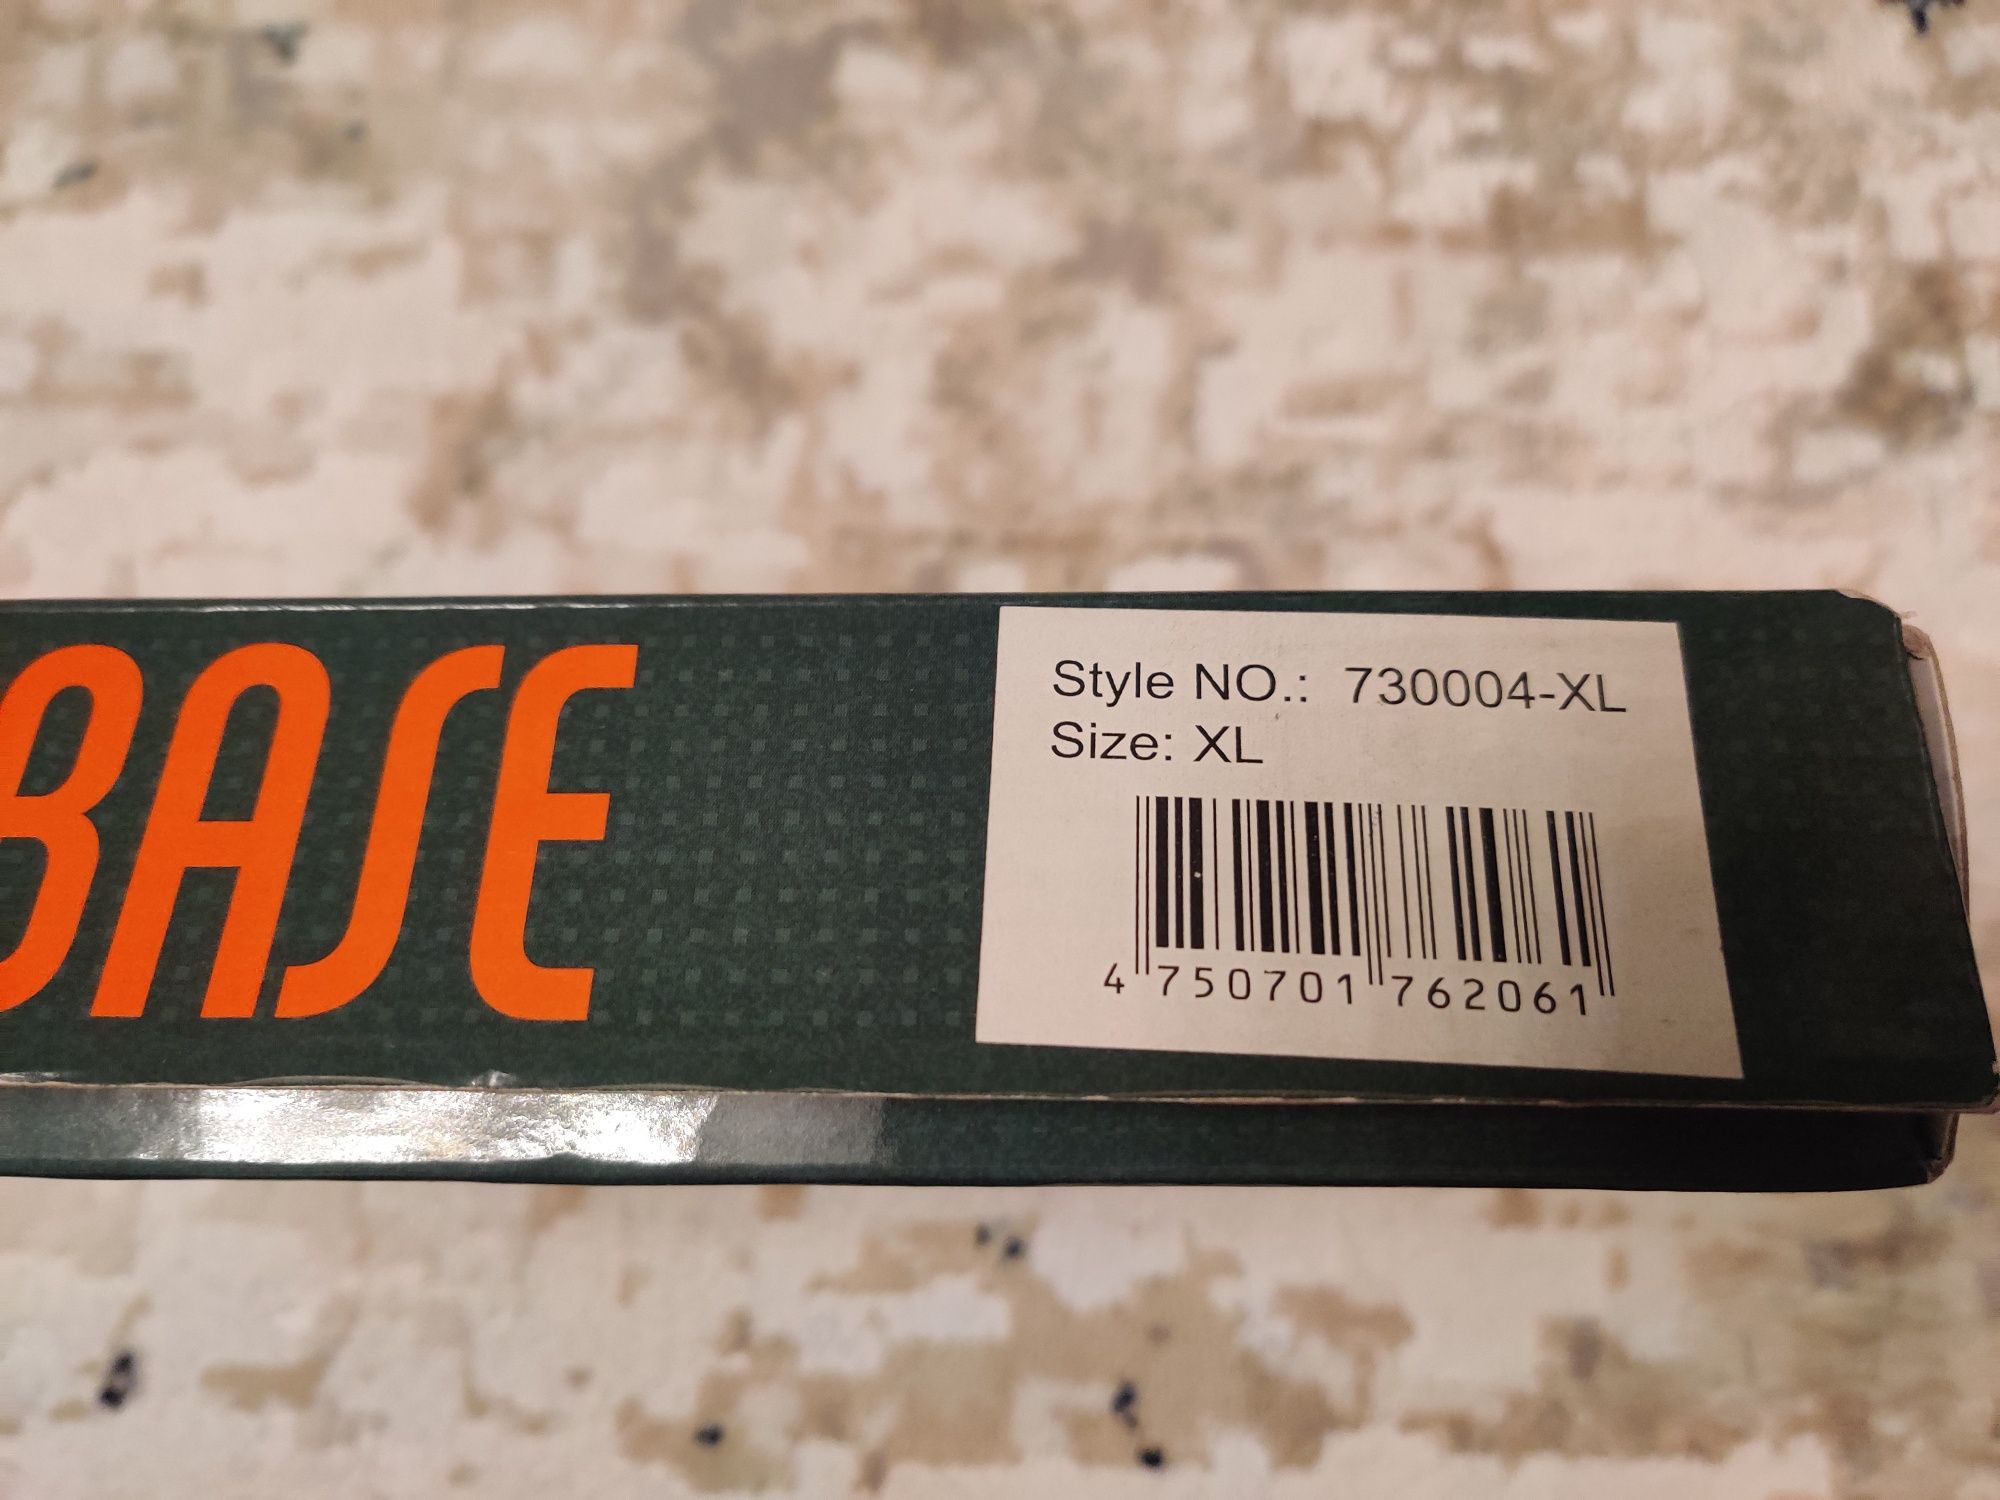 BASE
Style NO.: 730004-XL
Size: XL
4 750701 762061